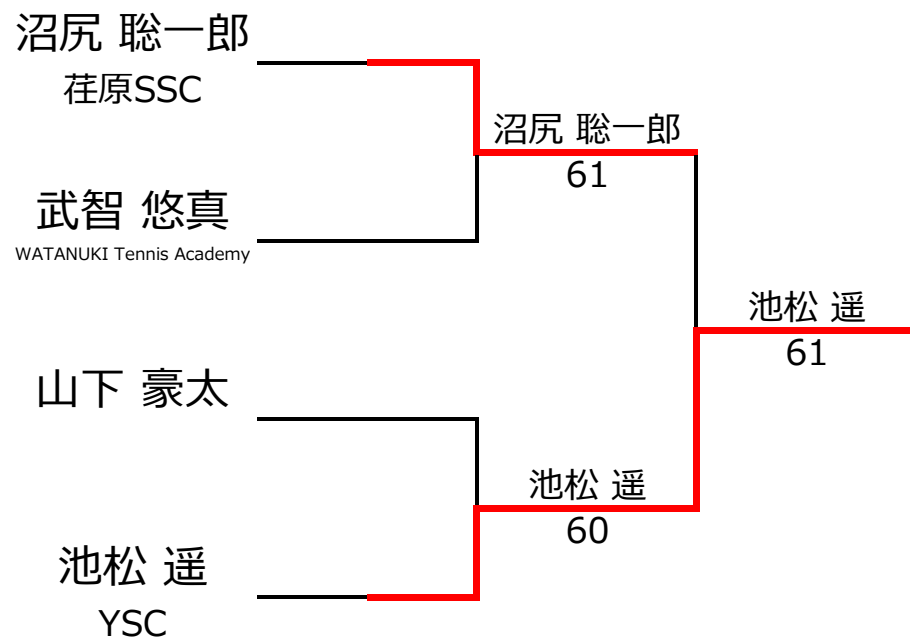 沼尻 聡一郎
荏原SSC
沼尻 聡一郎
61
武智 悠真
WATANUKI Tennis Academy
池松 遥
61
山下 豪太
池松 遥
60
池松 遥
YSC